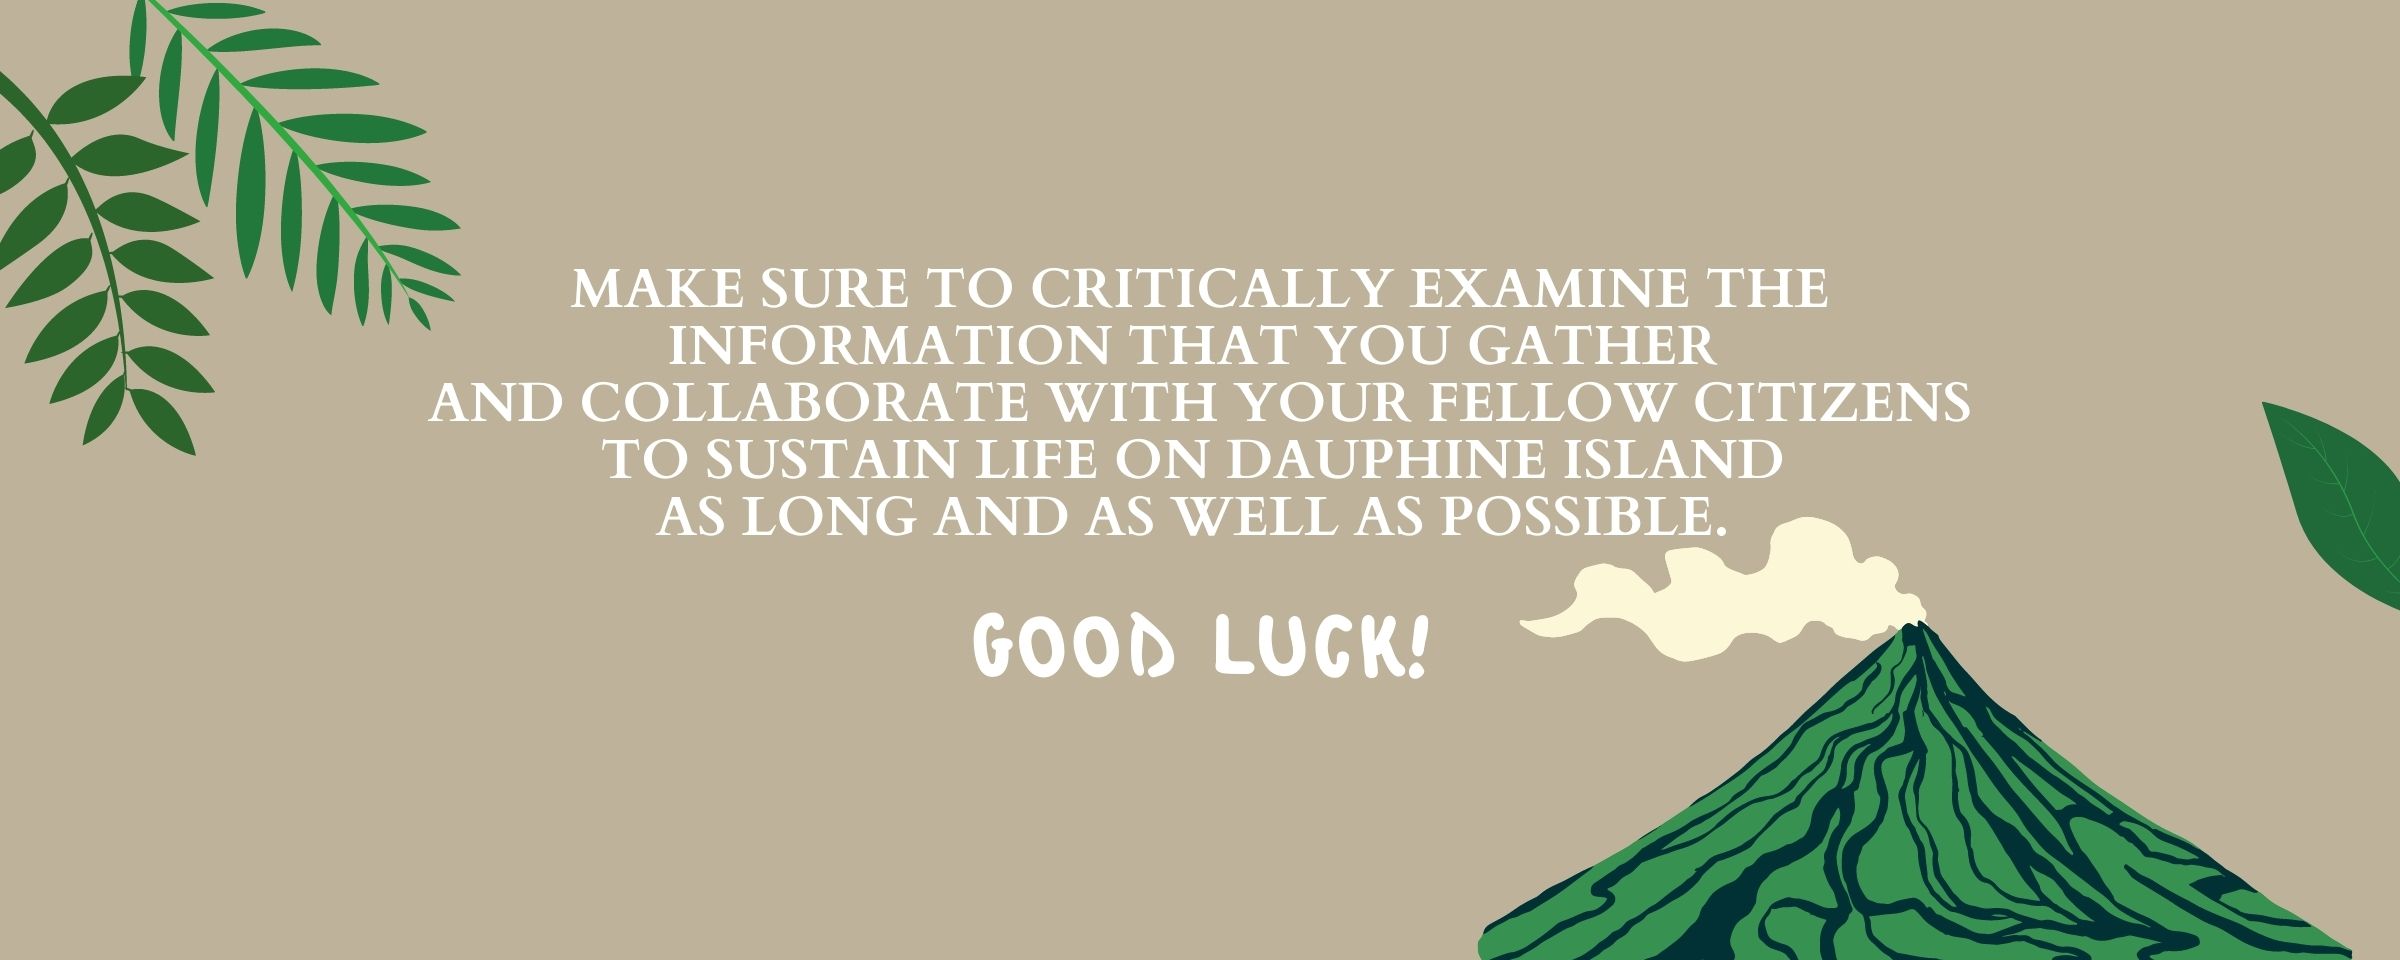 MAKE SURE TO CRITICALLY EXAMINE THE
INFORMATION THAT YOU GATHER
AND COLLABORATE WITH YOUR FELLOW CITIZENS
TO SUSTAIN LIFE ON DAUPHINE ISLAND
AS LONG AND AS WELL AS POSSIBLE.
GOOD LUCK!